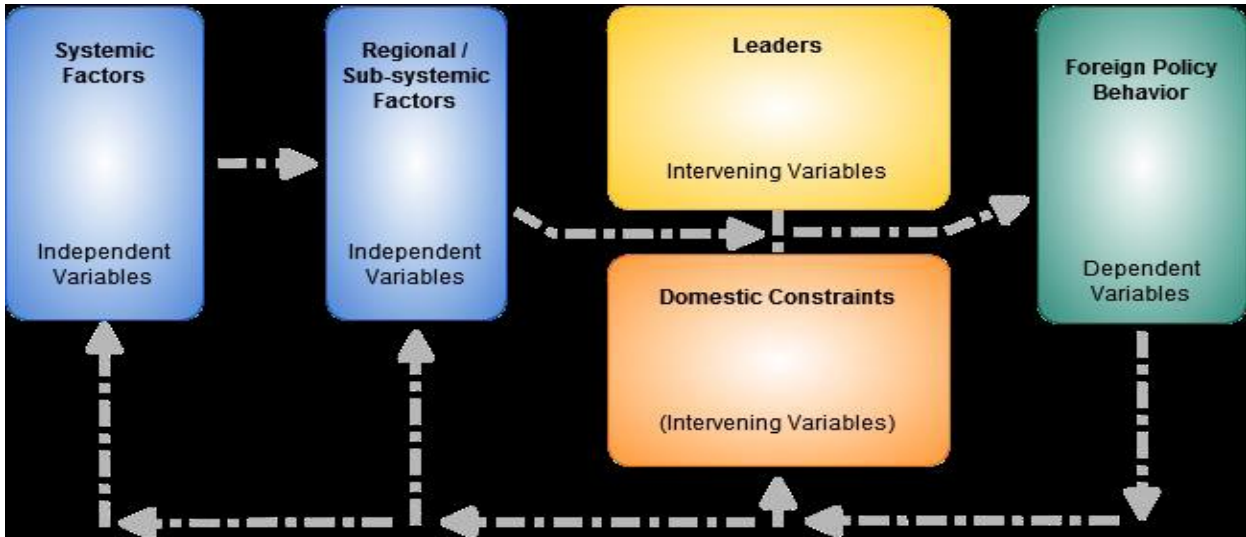 Systemic
Factors
Independent
Variables
Regional /
Sub-systemic
Factors
Independent
Variables
Leaders
Intervening Variables
Domestic Constraints
(Intervening Variables)
Foreign Policy
Behavior
Dependent
Variables